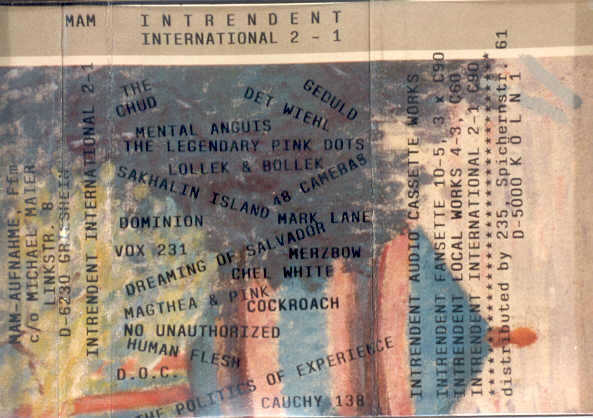 MAM
INTRENDENT
INTERNATIONAL 2 - 1
MAM-AUFNAHME, Ffm
c/o MICHAEL MAIER
LINKSTR. 8
D-6230 GRIESHEIM
INTRENDENT INTERNATIONAL 2-1
THE
CHUD
DET WIEHL
GEDULD
MENTAL ANGUIS
THE LEGENDARY PINK DOTS
LOLLEK & BOLLEK
SAKHALIN ISLAND
48 CAMERAS
DOMINION
MARK LANE
VOX 231
DREAMING OF SALVADOR
MERZBOW
CHEL WHITE
MAGTHEA & PINK
COCKROACH
NO UNAUTHORIZED
HUMAN FLESH
D.O.C.
THE POLITICS OF EXPERIENCE
CAUCHY 138
INTRENDENT AUDIO CASSETTE WORKS
INTRENDENT FANSETTE 10-5, 3 x C90
INTRENDENT FOCAL WORKS 4-3, C60
INTRENDENT INTERNATIONAL 2-1 C90
*********************************
distributed by 235, Spichernstr. 61
D-5000 KÖLN 1